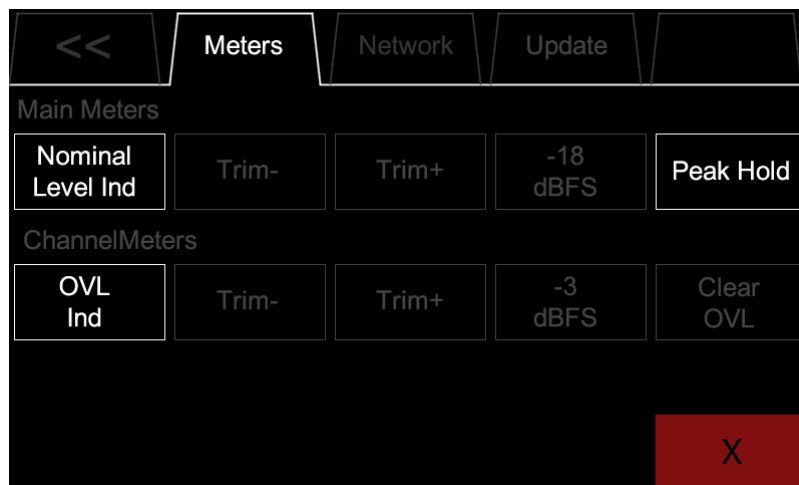 << Meters Network Update
Main Meters
Nominal
Level Ind
Trim-
Trim+
-18
dBFS
Peak Hold
ChannelMeters
OVL
Ind
Trim-
Trim+
-3
dBFS
Clear
OVL
X